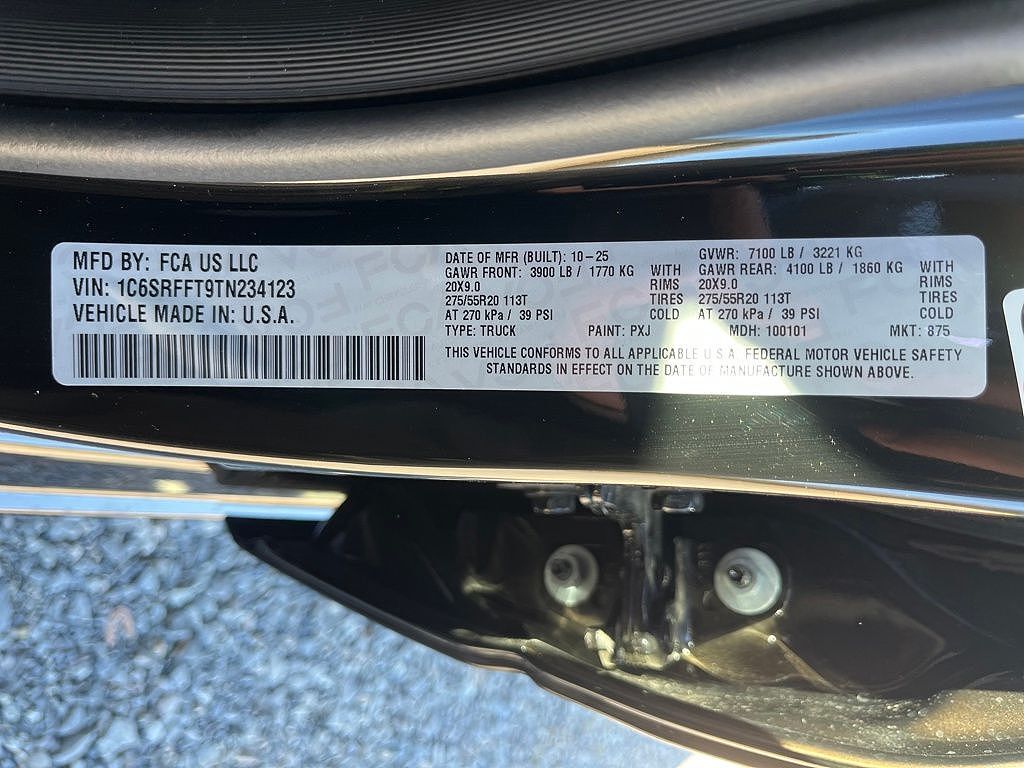 MFD BY: FCA US LLC
VIN: 1C6SRFFT9TN234123
VEHICLE MADE IN: U.S.A.
DATE OF MFR (BUILT): 10-25
GAWR FRONT: 3900 LB / 1770 KG WITH
20X9.0 RIMS
275/55R20 113T TIRES
AT 270 kPa / 39 PSI COLD
TYPE: TRUCK PAINT: PXJ
GVWR: 7100 LB / 3221 KG
GAWR REAR: 4100 LB / 1860 KG WITH
20X9.0 RIMS
275/55R20 113T TIRES
AT 270 kPa / 39 PSI COLD
MDH: 100101 MKT: 875
THIS VEHICLE CONFORMS TO ALL APPLICABLE U.S.A. FEDERAL MOTOR VEHICLE SAFETY
STANDARDS IN EFFECT ON THE DATE OF MANUFACTURE SHOWN ABOVE.